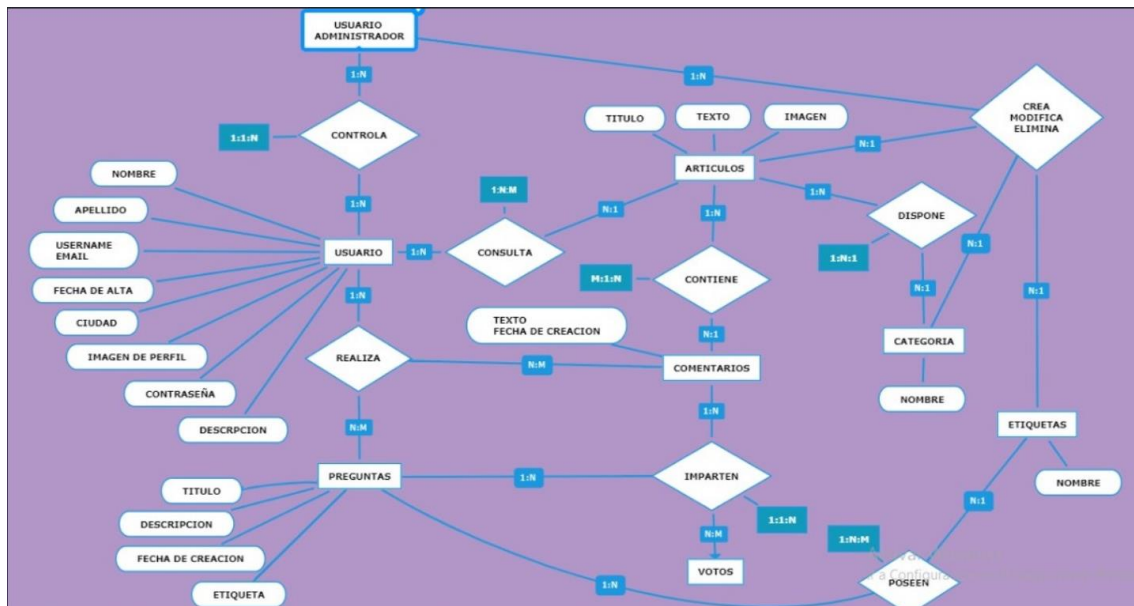 USUARIO
ADMINISTRADOR
1:N
1:N
CONTROLA
1:1:N
1:N
TITULO
TEXTO
IMAGEN
CREA
MODIFICA
ELIMINA
N:1
ARTICULOS
NOMBRE
APELLIDO
USERNAME
EMAIL
FECHA DE ALTA
CIUDAD
IMAGEN DE PERFIL
CONTRASEÑA
DESCRPCION
USUARIO
1:N
CONSULTA
1:N:M
N:1
1:N
1:N
DISPONE
1:N:1
N:1
N:1
N:1
M:1:N
CONTIENE
N:1
TEXTO
FECHA DE CREACION
1:N
REALIZA
N:M
COMENTARIOS
CATEGORIA
NOMBRE
1:N
N:M
ETIQUETAS
NOMBRE
PREGUNTAS
1:N
IMPARTEN
1:1:N
TITULO
DESCRIPCION
FECHA DE CREACION
ETIQUETA
N:M
VOTOS
N:1
1:N:M
1:N
POSEEN
a Configura